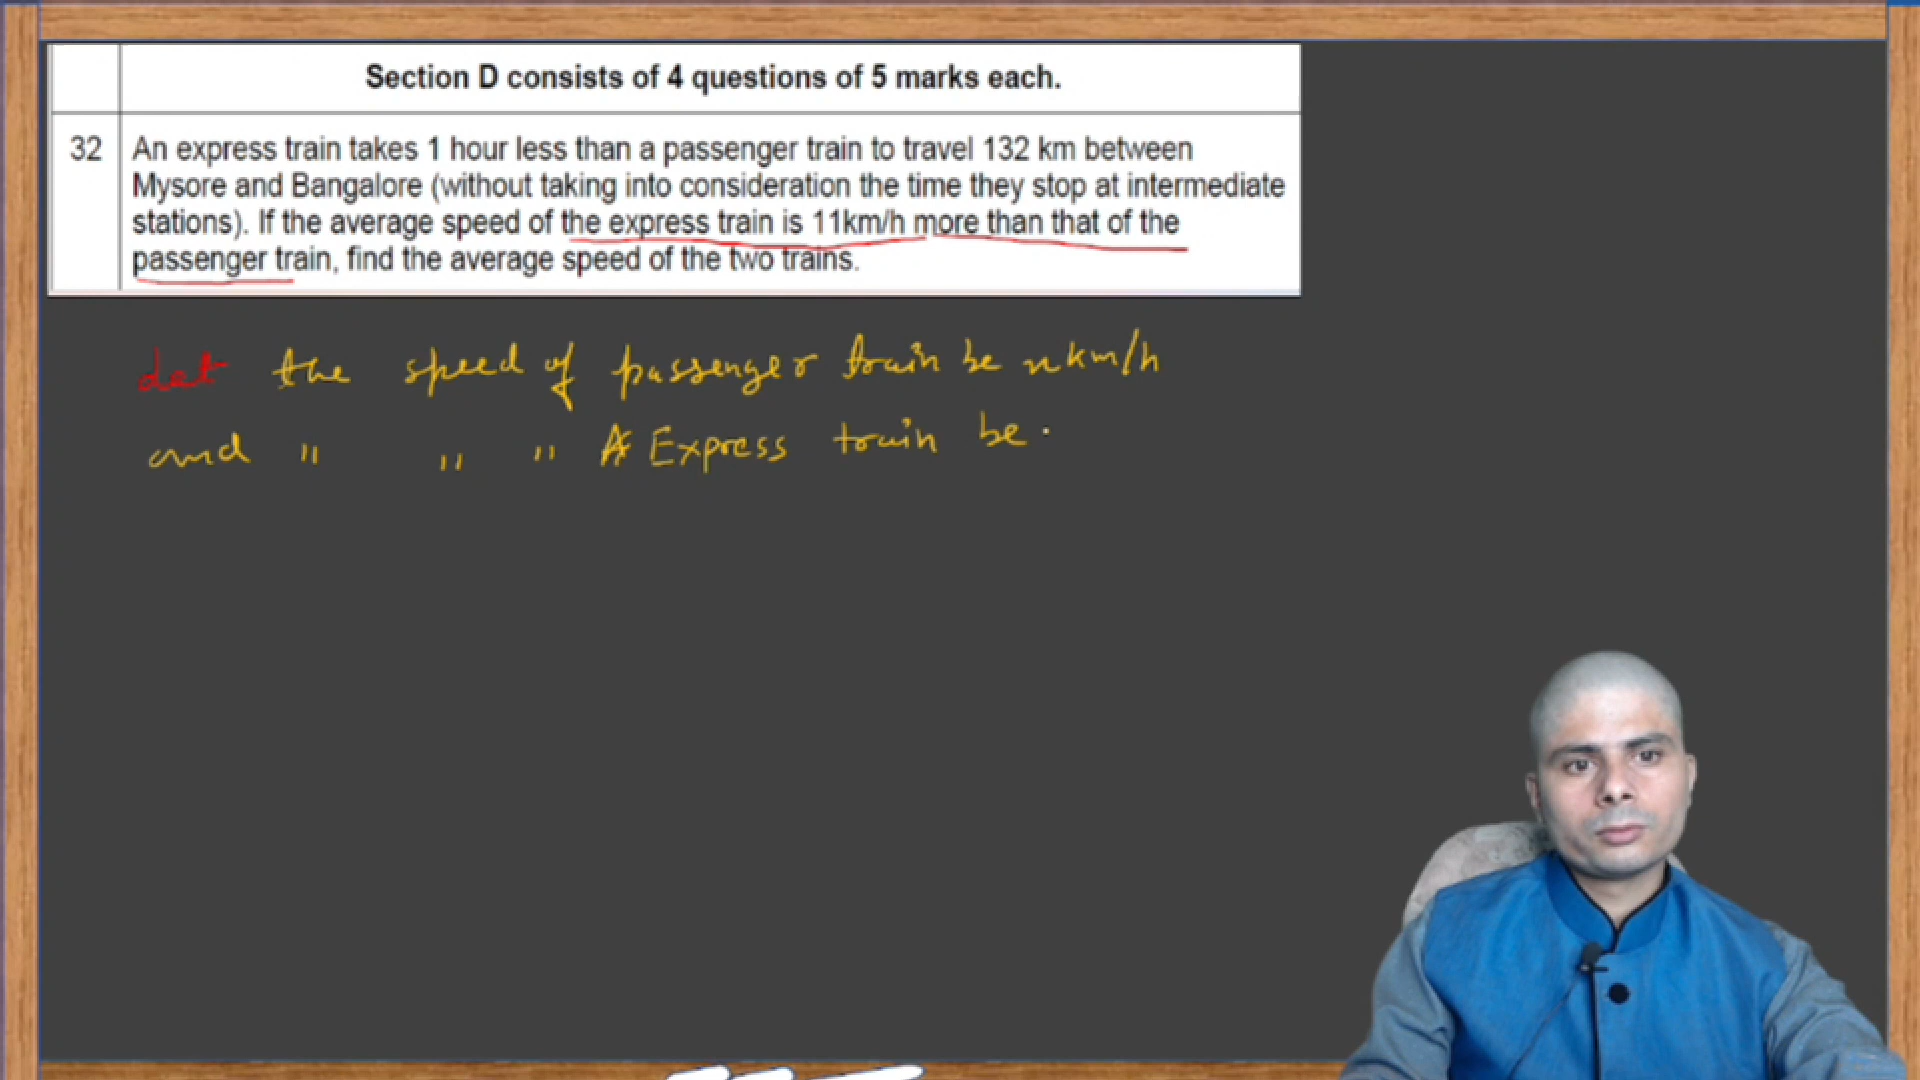 Section D consists of 4 questions of 5 marks each.
32 An express train takes 1 hour less than a passenger train to travel 132 km between
Mysore and Bangalore (without taking into consideration the time they stop at intermediate
stations). If the average speed of the express train is 11km/h more than that of the
passenger train, find the average speed of the two trains.
Let the speed of passenger train be x km/h
and " " " Express train be